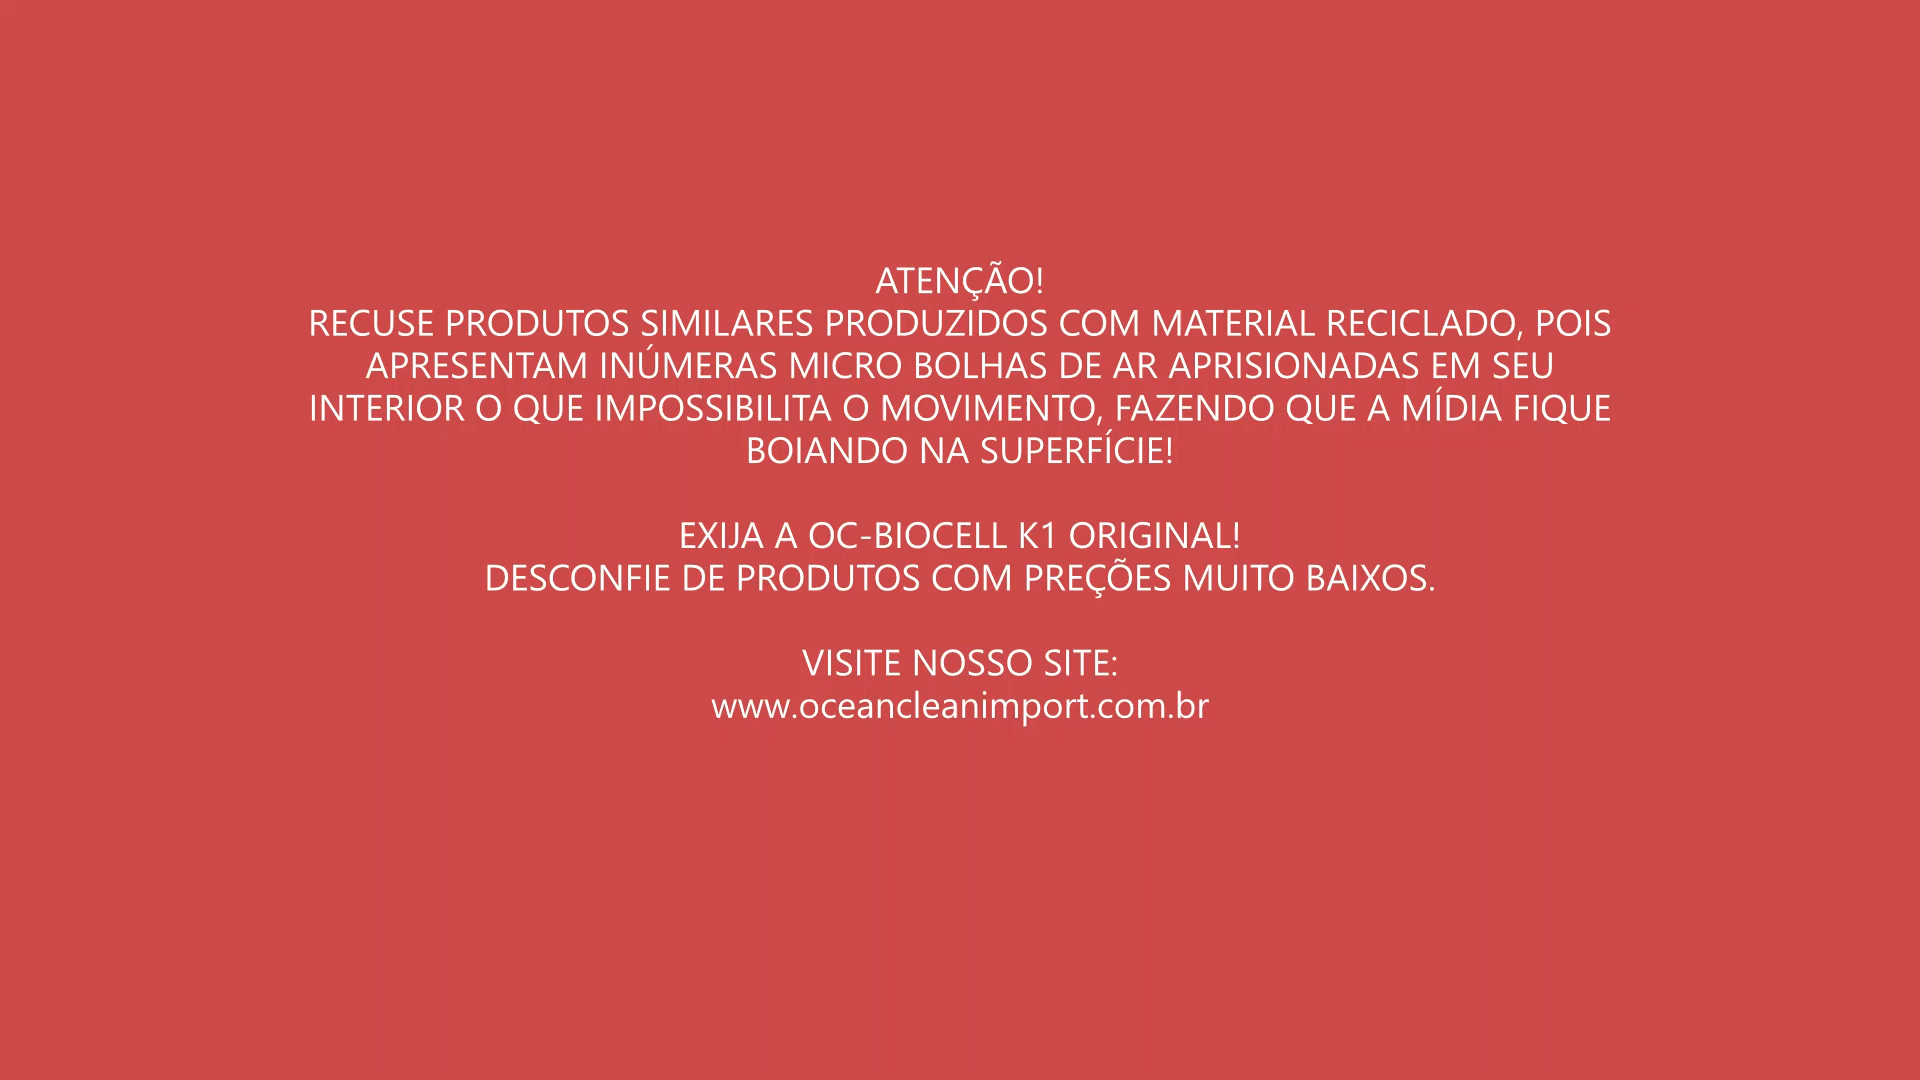 ATENÇÃO!
RECUSE PRODUTOS SIMILARES PRODUZIDOS COM MATERIAL RECICLADO, POIS
APRESENTAM INÚMERAS MICRO BOLHAS DE AR APRISIONADAS EM SEU
INTERIOR O QUE IMPOSSIBILITA O MOVIMENTO, FAZENDO QUE A MÍDIA FIQUE
BOIANDO NA SUPERFÍCIE!
EXIJA A OC-BIOCELL K1 ORIGINAL!
DESCONFIE DE PRODUTOS COM PREÇÕES MUITO BAIXOS.
VISITE NOSSO SITE:
www.oceancleanimport.com.br